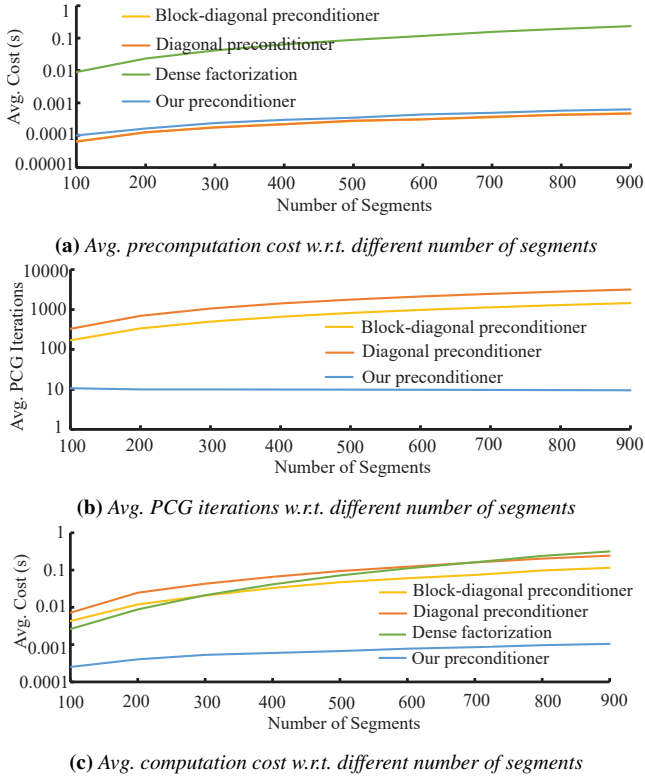 1
0.1
0.01
0.001
0.0001
0.00001
Avg. Cost (s)
Block-diagonal preconditioner
Diagonal preconditioner
Dense factorization
Our preconditioner
100 200 300 400 500 600 700 800 900
Number of Segments
(a) Avg. precomputation cost w.r.t. different number of segments
10000
1000
100
10
1
Avg. PCG Iterations
Block-diagonal preconditioner
Diagonal preconditioner
Our preconditioner
100 200 300 400 500 600 700 800 900
Number of Segments
(b) Avg. PCG iterations w.r.t. different number of segments
1
0.1
0.01
0.001
0.0001
Avg. Cost (s)
Block-diagonal preconditioner
Diagonal preconditioner
Dense factorization
Our preconditioner
100 200 300 400 500 600 700 800 900
Number of Segments
(c) Avg. computation cost w.r.t. different number of segments